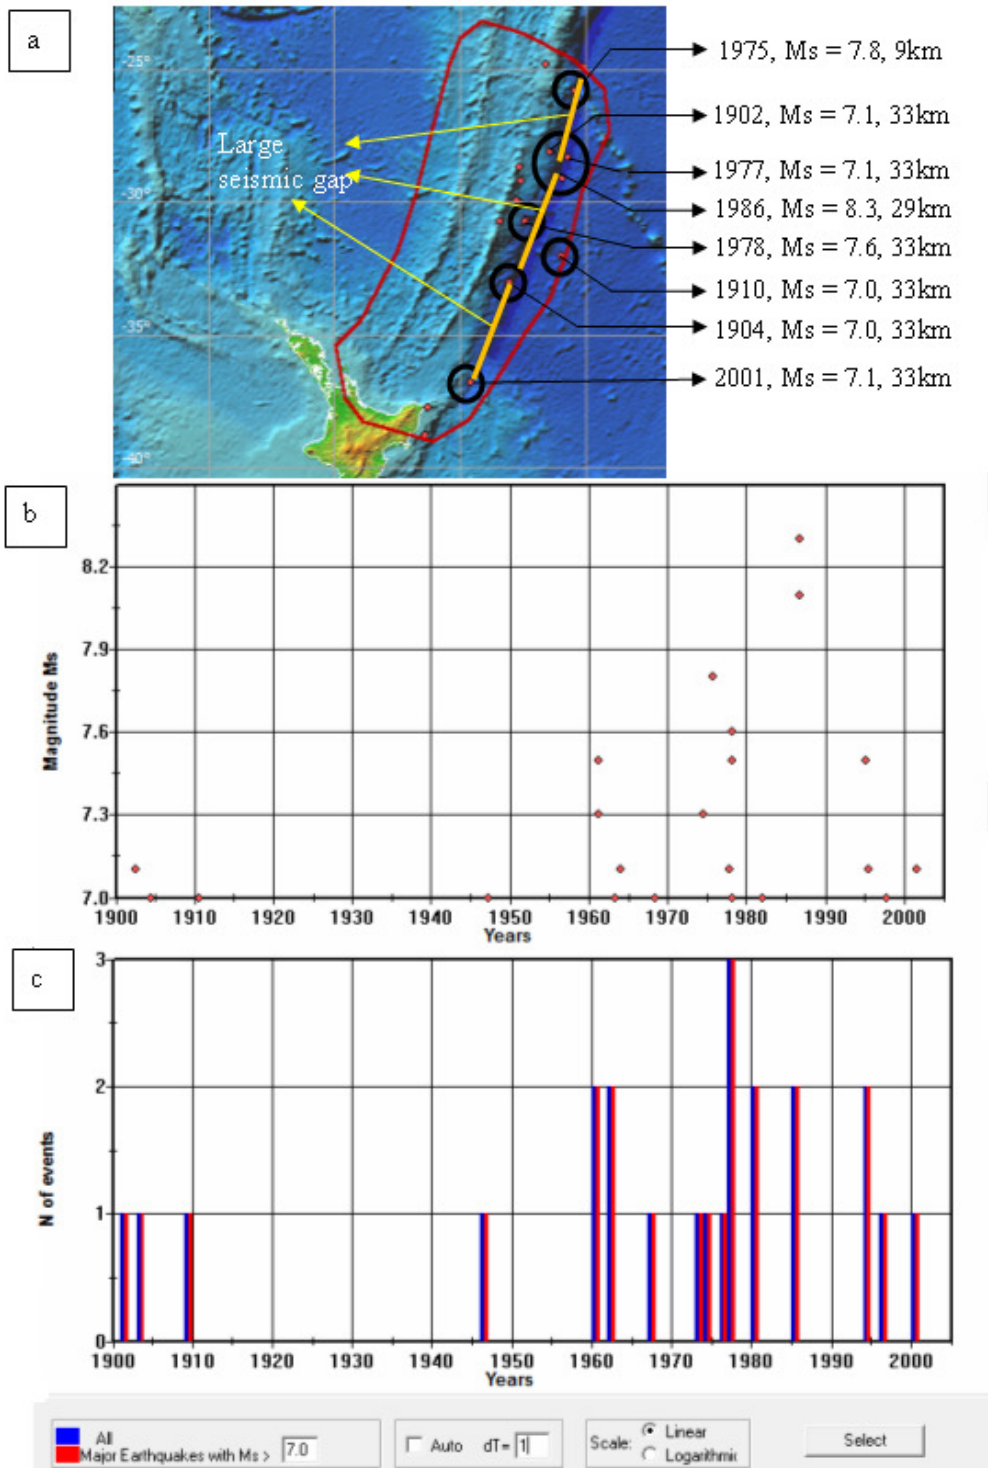 a
-25°
-30°
-35°
-40°
Large
seismic gap
1975, Ms = 7.8, 9km
1902, Ms = 7.1, 33km
1977, Ms = 7.1, 33km
1986, Ms = 8.3, 29km
1978, Ms = 7.6, 33km
1910, Ms = 7.0, 33km
1904, Ms = 7.0, 33km
2001, Ms = 7.1, 33km
b
Magnitude Ms
8.2
7.9
7.6
7.3
7.0
1900 1910 1920 1930 1940 1950 1960 1970 1980 1990 2000
Years
c
N of events
3
2
1
0
1900 1910 1920 1930 1940 1950 1960 1970 1980 1990 2000
Years
All
Major Earthquakes with Ms > 7.0
Auto dT= 1
Scale: Linear
Logarithmic
Select